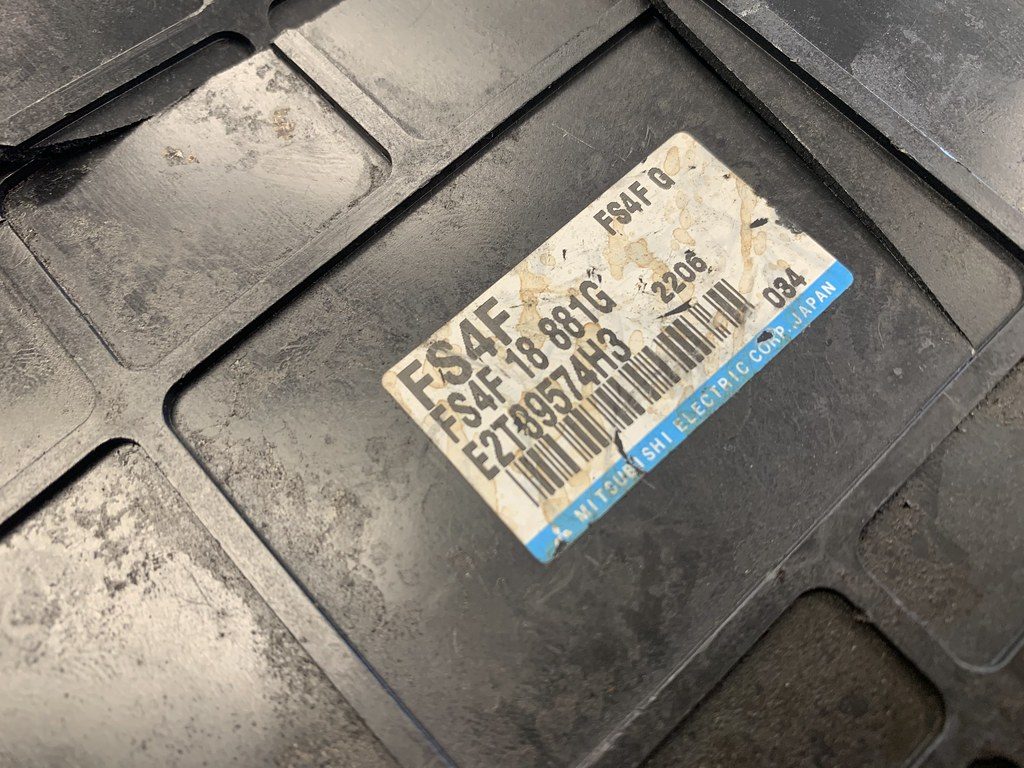 FS4F FS4F G
FS4F 18 881G 2206
E2T89574H3 034
MITSUBISHI ELECTRIC CORP. JAPAN